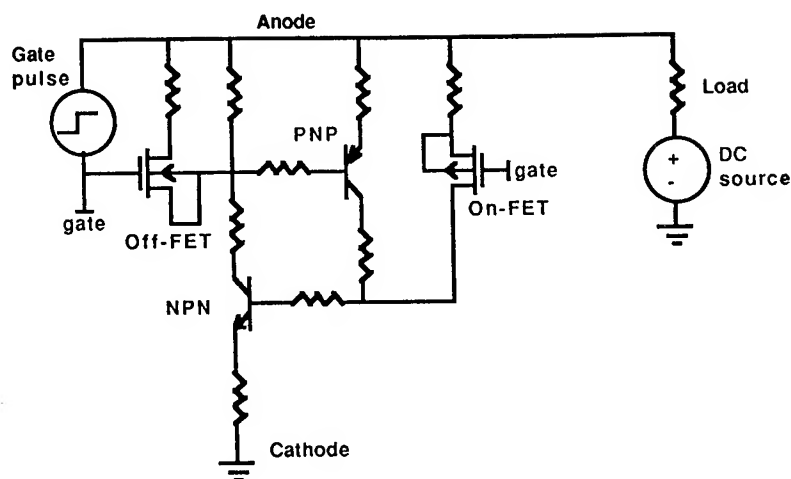 Anode
Gate
pulse
PNP
Load
+
-
DC
source
gate
gate
Off-FET
On-FET
NPN
Cathode